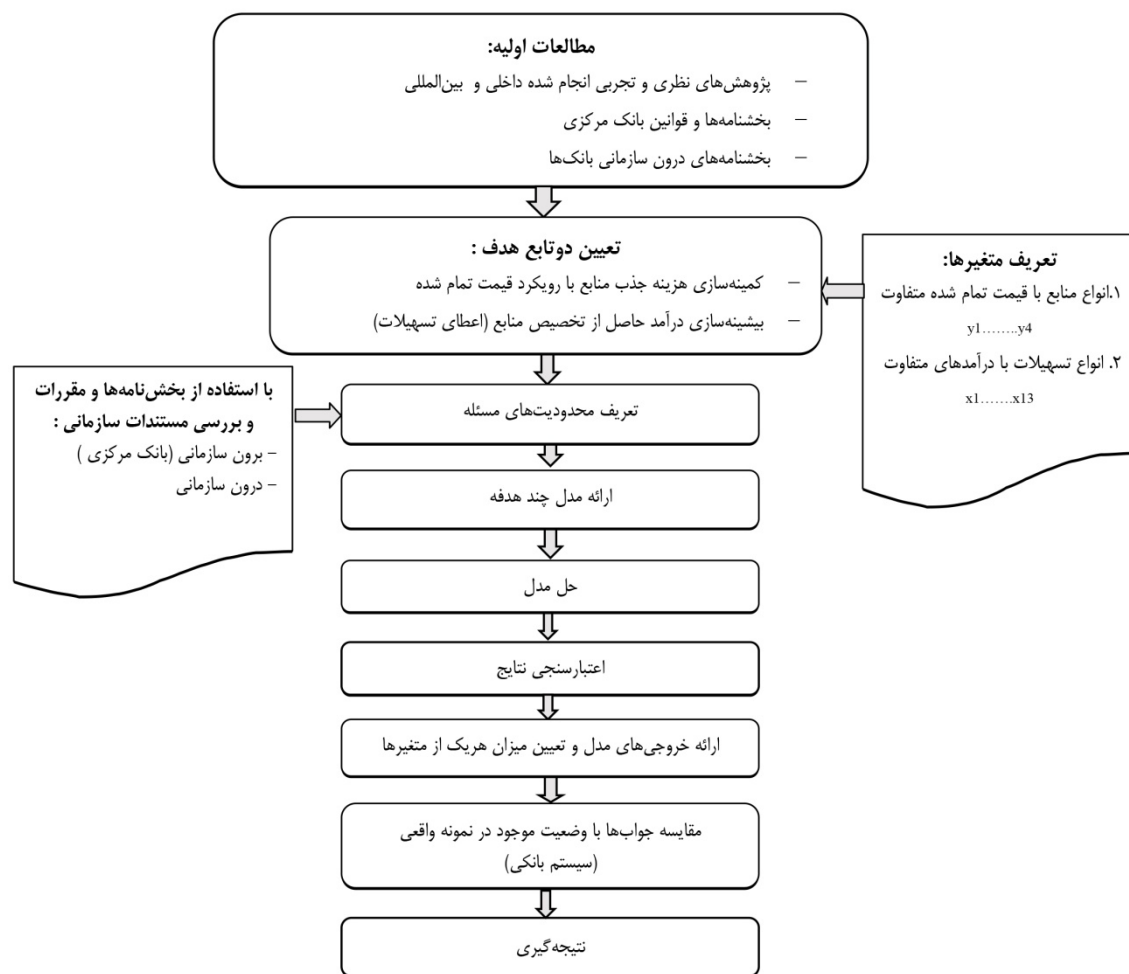 مطالعات اولیه:
– پژوهش‌های نظری و تجربی انجام شده داخلی و بین‌المللی
– بخشنامه‌ها و قوانین بانک مرکزی
– بخشنامه‌های درون سازمانی بانک‌ها
تعیین دوتابع هدف :
– کمینه‌سازی هزینه جذب منابع با رویکرد قیمت تمام شده
– بیشینه‌سازی درآمد حاصل از تخصیص منابع (اعطای تسهیلات)
تعریف متغیرها:
۱.انواع منابع با قیمت تمام شده متفاوت
y1……..y4
۲. انواع تسهیلات با درآمدهای متفاوت
x1…….x13
با استفاده از بخش‌نامه‌ها و مقررات
و بررسی مستندات سازمانی :
– برون سازمانی (بانک مرکزی )
– درون سازمانی
تعریف محدودیت‌های مسئله
ارائه مدل چند هدفه
حل مدل
اعتبارسنجی نتایج
ارائه خروجی‌های مدل و تعیین میزان هریک از متغیرها
مقایسه جواب‌ها با وضعیت موجود در نمونه واقعی
(سیستم بانکی)
نتیجه‌گیری